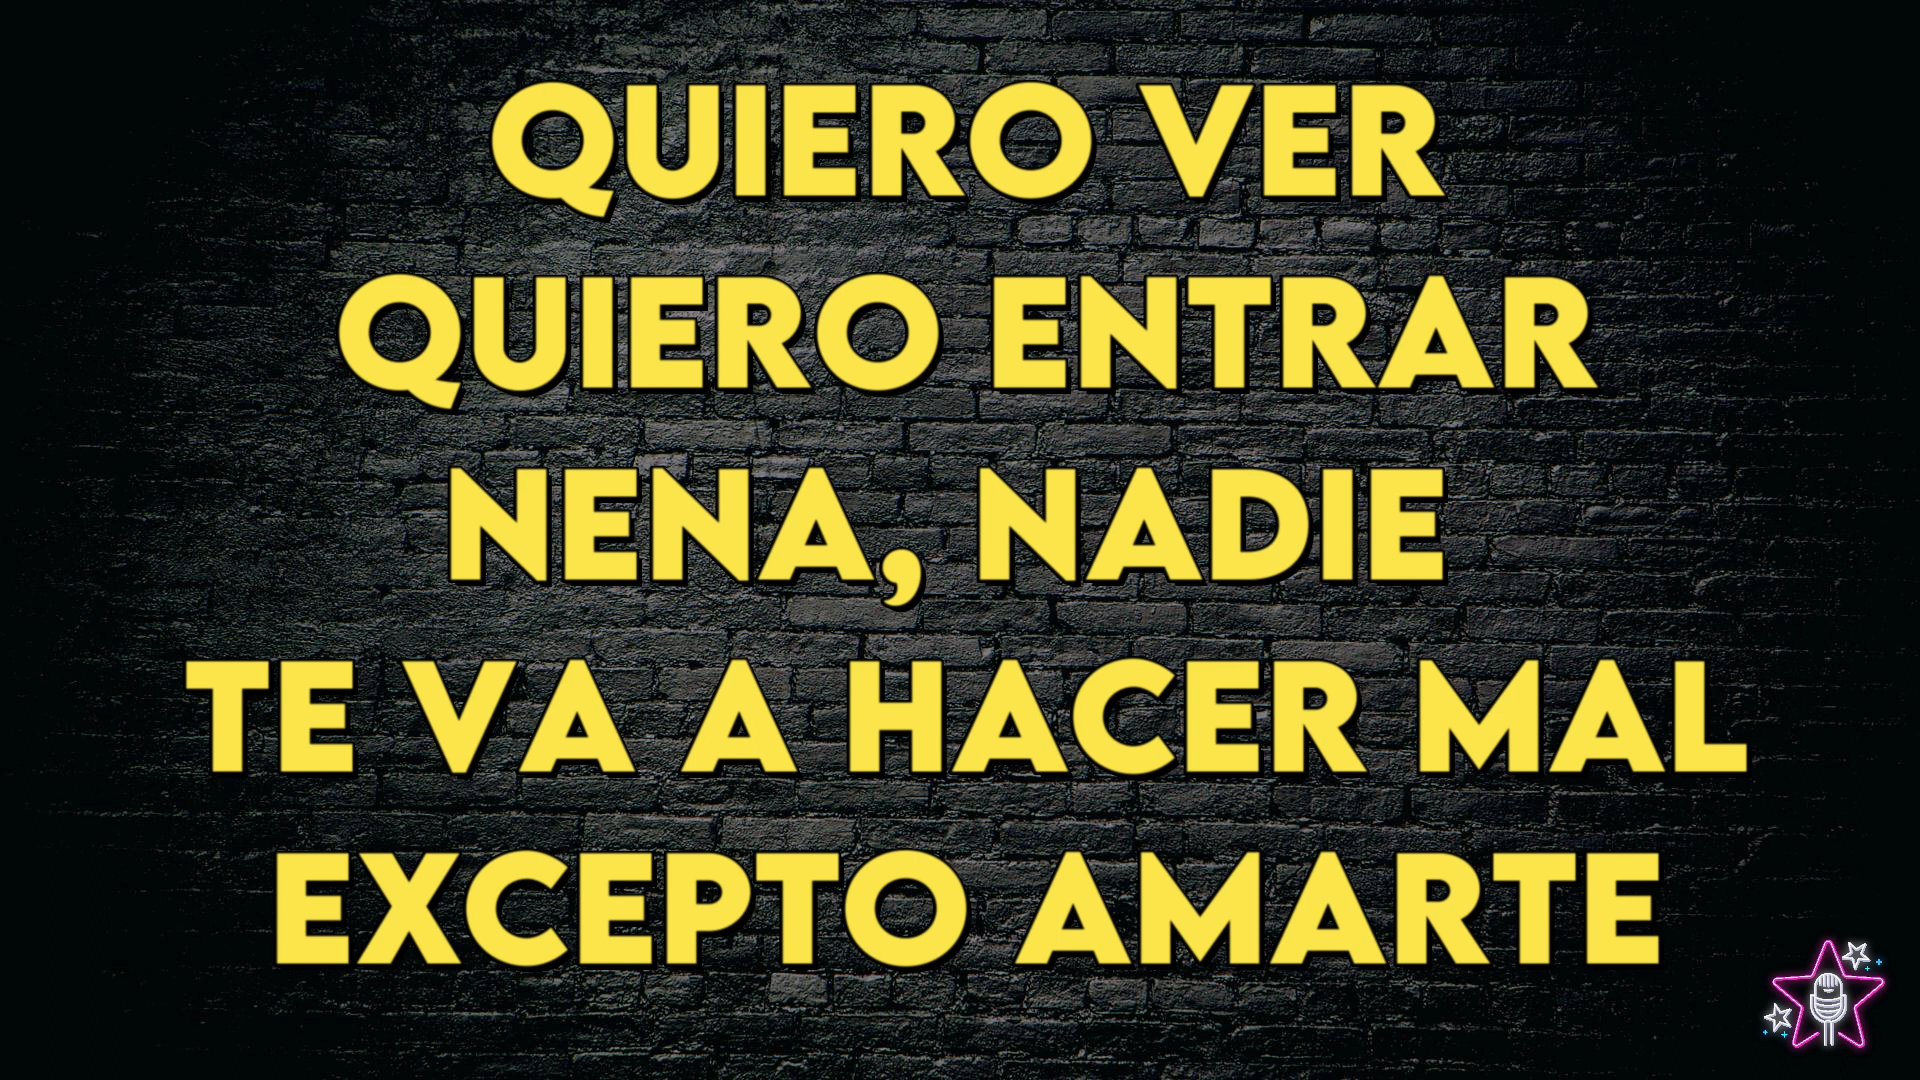 QUIERO VER
QUIERO ENTRAR
NENA, NADIE
TE VA A HACER MAL
EXCEPTO AMARTE